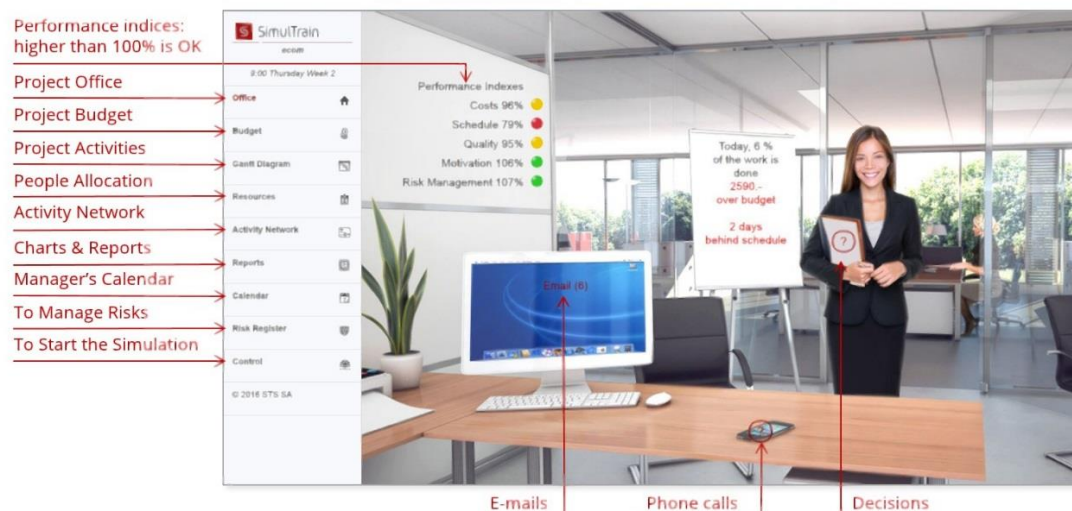 Performance indices:
higher than 100% is OK
Project Office
Project Budget
Project Activities
People Allocation
Activity Network
Charts & Reports
Manager's Calendar
To Manage Risks
To Start the Simulation
SimulTrain
ecom
8:00 Thursday Week 2
Office
Budget
Gantt Diagram
Resources
Activity Network
Reports
Calendar
Risk Register
Control
© 2016 STS SA
Performance Indexes
Costs 96%
Schedule 79%
Quality 95%
Motivation 106%
Risk Management 107%
Today, 6 %
of the work is
done
2590.-
over budget
2 days
behind schedule
?
Email (6)
E-mails
Phone calls
Decisions